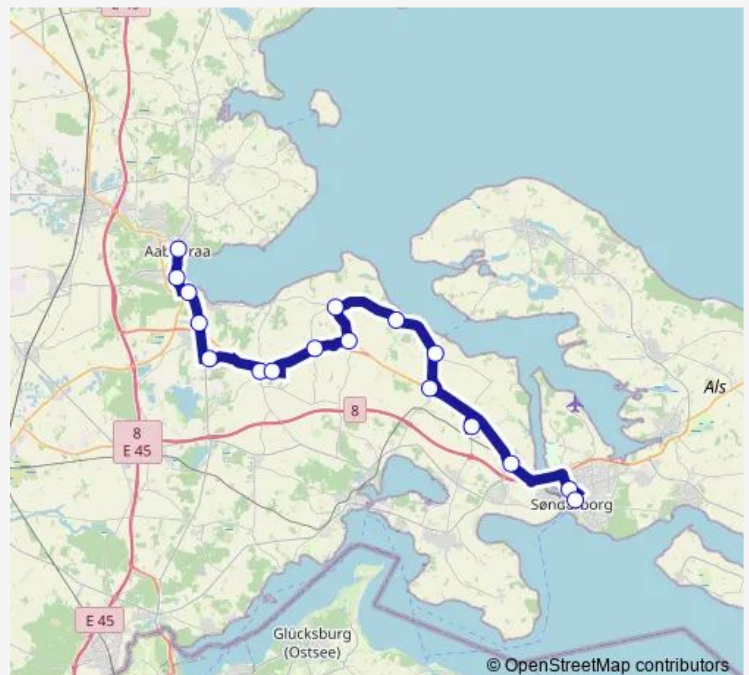 Aabenraa
8
8
E 45
Als
Sønderborg
E 45
Glücksburg
(Ostsee)
© OpenStreetMap contributors